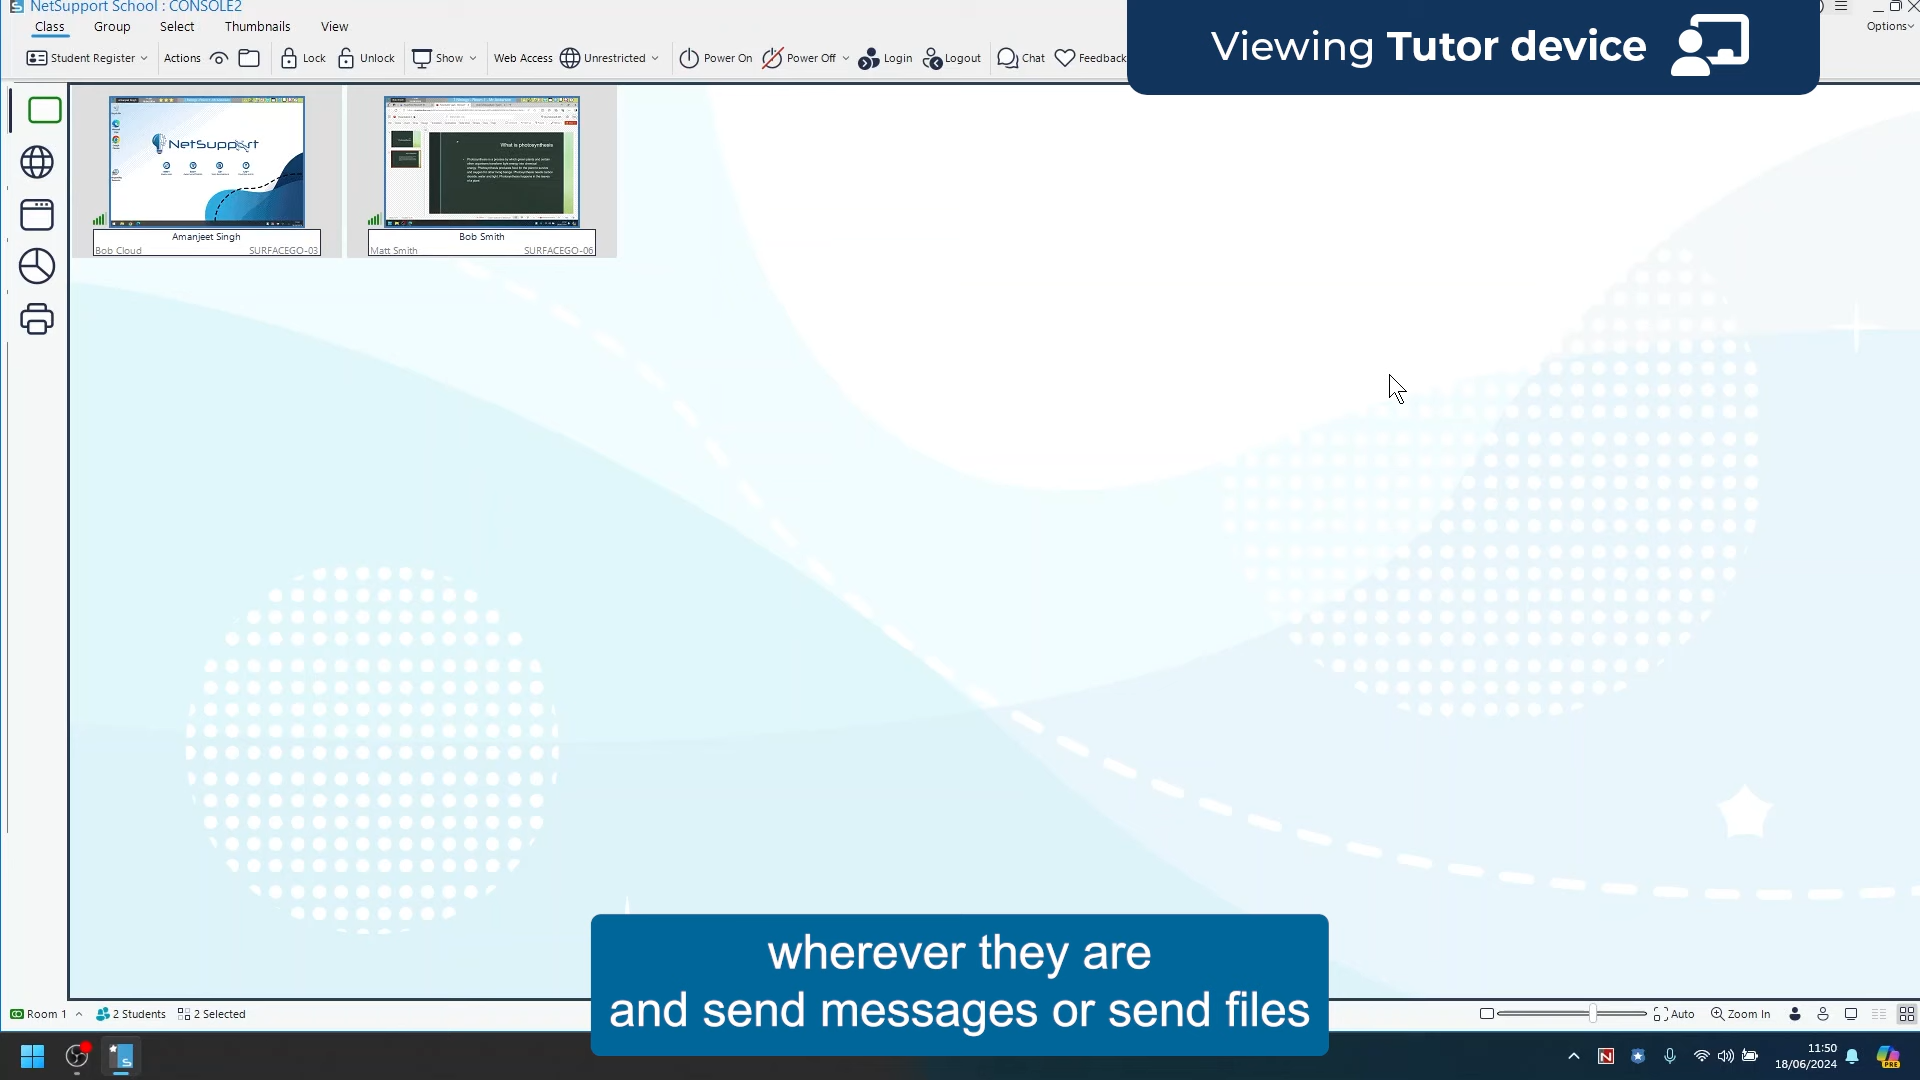 NetSupport School : CONSOLE2
Viewing Tutor device
Class Group Select Thumbnails View
Options
Student Register Actions Lock Unlock Show Web Access Unrestricted Power On Power Off Login Logout Chat Feedback
NetSupport
What is photosynthesis
Amanjeet Singh
Bob Cloud SURFACEGO-03
Bob Smith
Matt Smith SURFACEGO-06
wherever they are
and send messages or send files
Room 1 2 Students 2 Selected
Auto Zoom In
11:50
18/06/2024